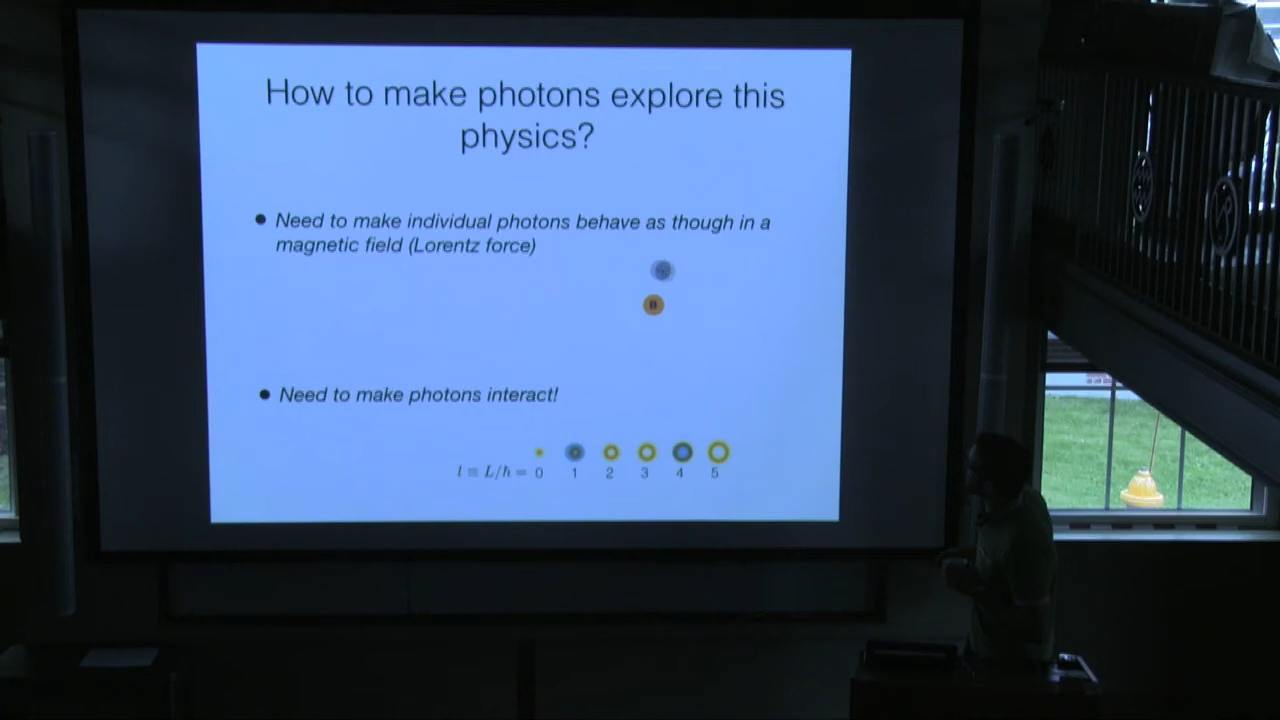 How to make photons explore this
physics?
• Need to make individual photons behave as though in a
magnetic field (Lorentz force)
B
• Need to make photons interact!
l ≡ L/ħ = 0 1 2 3 4 5